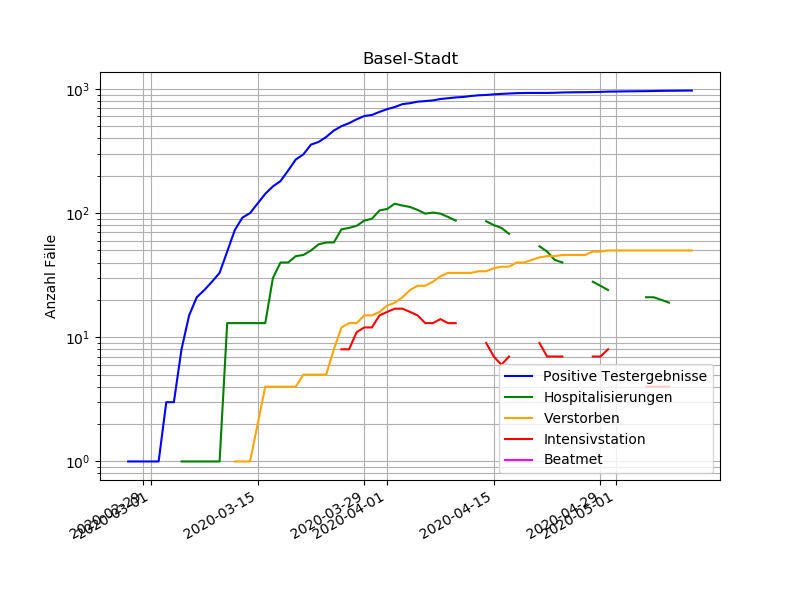 Basel-Stadt
Anzahl Fälle
10³
10²
10¹
10⁰
Positive Testergebnisse
Hospitalisierungen
Verstorben
Intensivstation
Beatmet
2020-03-01
2020-03-15
2020-03-29
2020-04-01
2020-04-15
2020-04-29
2020-05-01